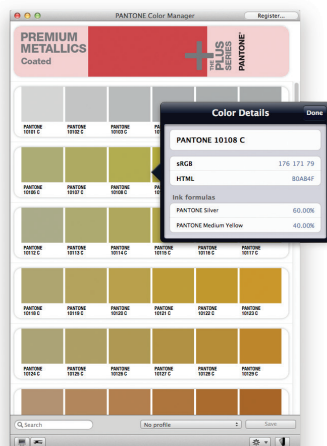 PANTONE Color Manager
Register...
PREMIUM
METALLICS
Coated
THE
PLUS
SERIES
PANTONE®
PANTONE 10101 C
PANTONE 10102 C
PANTONE 10103 C
Color Details
Done
PANTONE 10108 C
sRGB 176 171 79
HTML B0AB4F
Ink formulas
PANTONE Silver 60.00%
PANTONE Medium Yellow 40.00%
PANTONE 10106 C
PANTONE 10107 C
PANTONE 10108 C
PANTONE 10112 C
PANTONE 10113 C
PANTONE 10114 C
PANTONE 10115 C
PANTONE 10116 C
PANTONE 10117 C
PANTONE 10118 C
PANTONE 10119 C
PANTONE 10120 C
PANTONE 10121 C
PANTONE 10122 C
PANTONE 10123 C
PANTONE 10124 C
PANTONE 10125 C
PANTONE 10126 C
PANTONE 10127 C
PANTONE 10128 C
PANTONE 10129 C
Search
No profile
Save